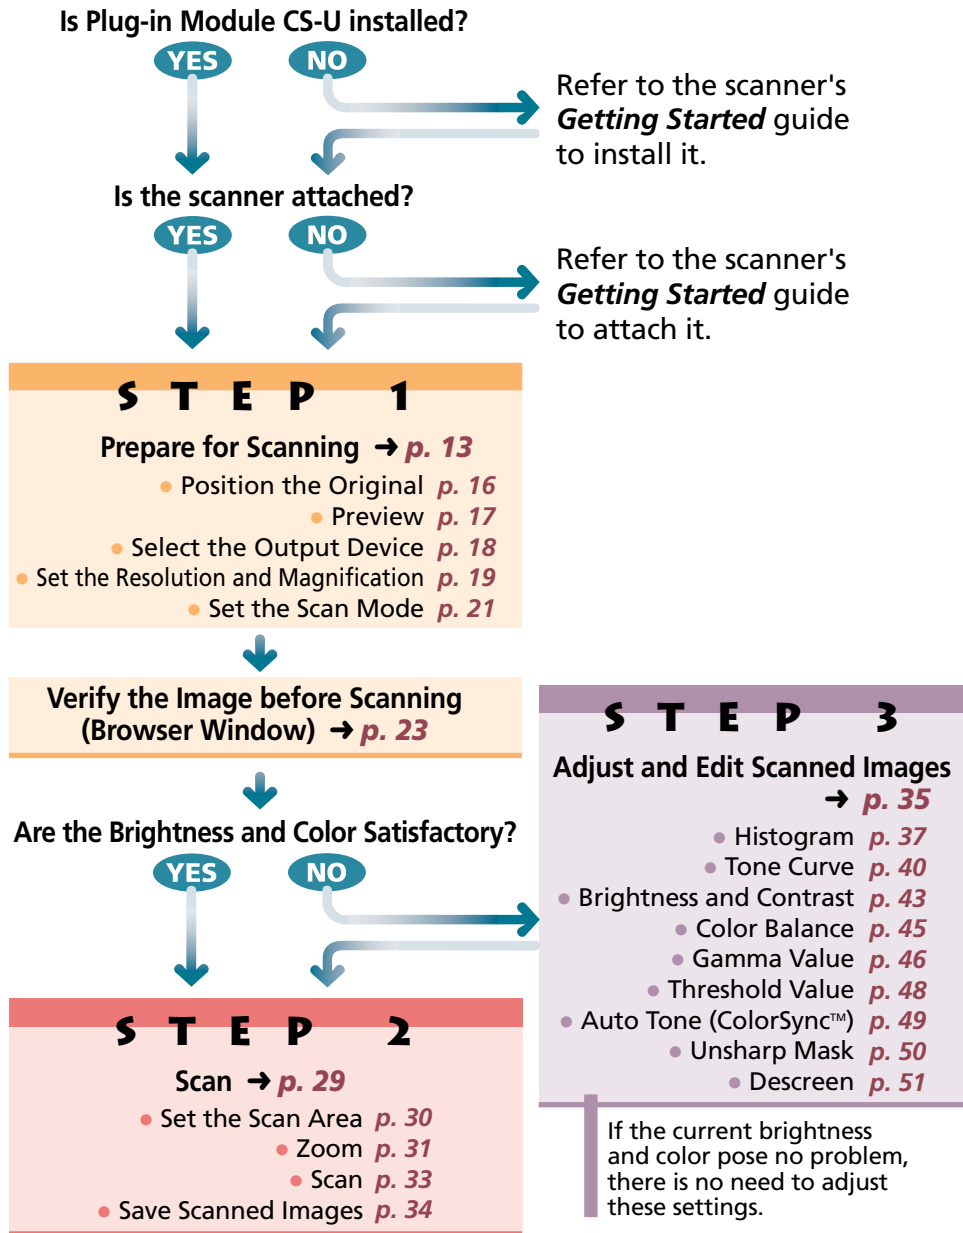 Is Plug-in Module CS-U installed?
YES
NO
Refer to the scanner's
Getting Started guide
to install it.
Is the scanner attached?
YES
NO
Refer to the scanner's
Getting Started guide
to attach it.
STEP 1
Prepare for Scanning ➜ p. 13
● Position the Original p. 16
● Preview p. 17
● Select the Output Device p. 18
● Set the Resolution and Magnification p. 19
● Set the Scan Mode p. 21
Verify the Image before Scanning
(Browser Window) ➜ p. 23
Are the Brightness and Color Satisfactory?
YES
NO
STEP 3
Adjust and Edit Scanned Images
➜ p. 35
● Histogram p. 37
● Tone Curve p. 40
● Brightness and Contrast p. 43
● Color Balance p. 45
● Gamma Value p. 46
● Threshold Value p. 48
● Auto Tone (ColorSync™) p. 49
● Unsharp Mask p. 50
● Descreen p. 51
If the current brightness
and color pose no problem,
there is no need to adjust
these settings.
STEP 2
Scan ➜ p. 29
● Set the Scan Area p. 30
● Zoom p. 31
● Scan p. 33
● Save Scanned Images p. 34